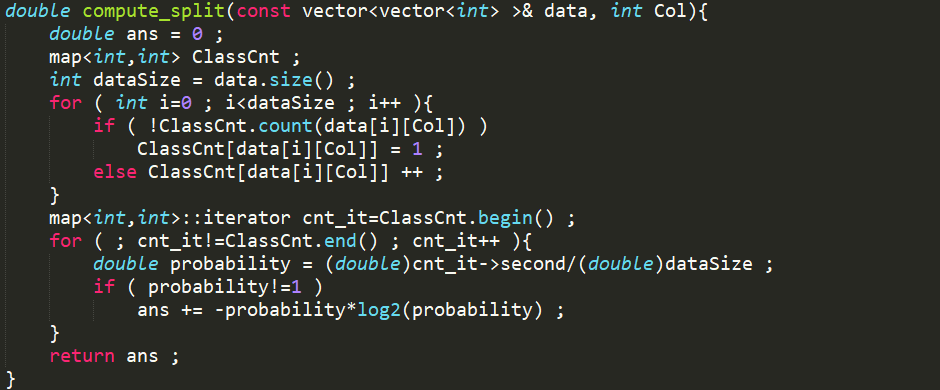 double compute_split(const vector<vector<int> >& data, int Col){
    double ans = 0 ;
    map<int,int> ClassCnt ;
    int dataSize = data.size() ;
    for ( int i=0 ; i<dataSize ; i++ ){
        if ( !ClassCnt.count(data[i][Col]) )
            ClassCnt[data[i][Col]] = 1 ;
        else ClassCnt[data[i][Col]] ++ ;
    }
    map<int,int>::iterator cnt_it=ClassCnt.begin() ;
    for ( ; cnt_it!=ClassCnt.end() ; cnt_it++ ){
        double probability = (double)cnt_it->second/(double)dataSize ;
        if ( probability!=1 )
            ans += -probability*log2(probability) ;
    }
    return ans ;
}